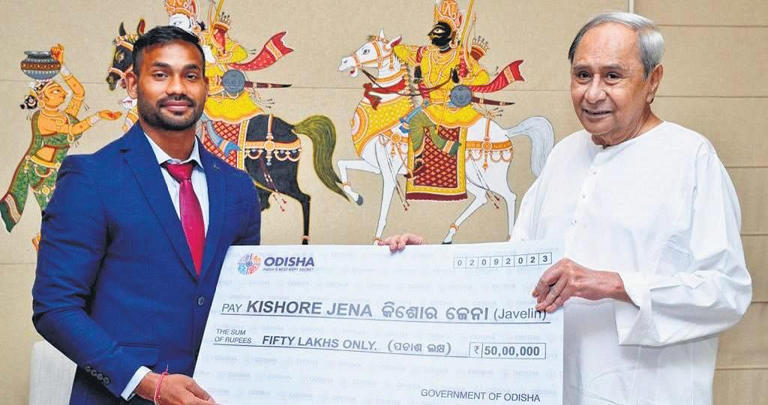 ODISHA
INDIA'S BEST KEPT SECRET
02092023
PAY KISHORE JENA କିଶୋର ଜେନା (Javelin)
THE SUM
OF RUPEES FIFTY LAKHS ONLY. (ପଚାଶ ଲକ୍ଷ) ₹ 50,00,000
GOVERNMENT OF ODISHA